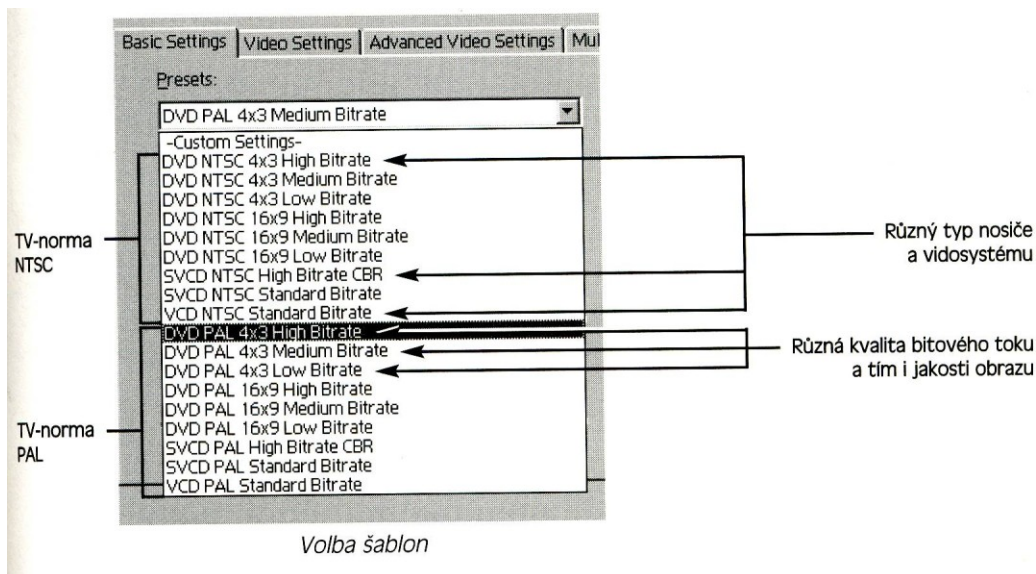 Basic Settings Video Settings Advanced Video Settings Mul
Presets:
DVD PAL 4x3 Medium Bitrate
-Custom Settings-
DVD NTSC 4x3 High Bitrate
DVD NTSC 4x3 Medium Bitrate
DVD NTSC 4x3 Low Bitrate
DVD NTSC 16x9 High Bitrate
DVD NTSC 16x9 Medium Bitrate
DVD NTSC 16x9 Low Bitrate
SVCD NTSC High Bitrate CBR
SVCD NTSC Standard Bitrate
VCD NTSC Standard Bitrate
DVD PAL 4x3 High Bitrate
DVD PAL 4x3 Medium Bitrate
DVD PAL 4x3 Low Bitrate
DVD PAL 16x9 High Bitrate
DVD PAL 16x9 Medium Bitrate
DVD PAL 16x9 Low Bitrate
SVCD PAL High Bitrate CBR
SVCD PAL Standard Bitrate
VCD PAL Standard Bitrate
TV-norma
NTSC
TV-norma
PAL
Různý typ nosiče
a vidosystému
Různá kvalita bitového toku
a tím i jakosti obrazu
Volba šablon